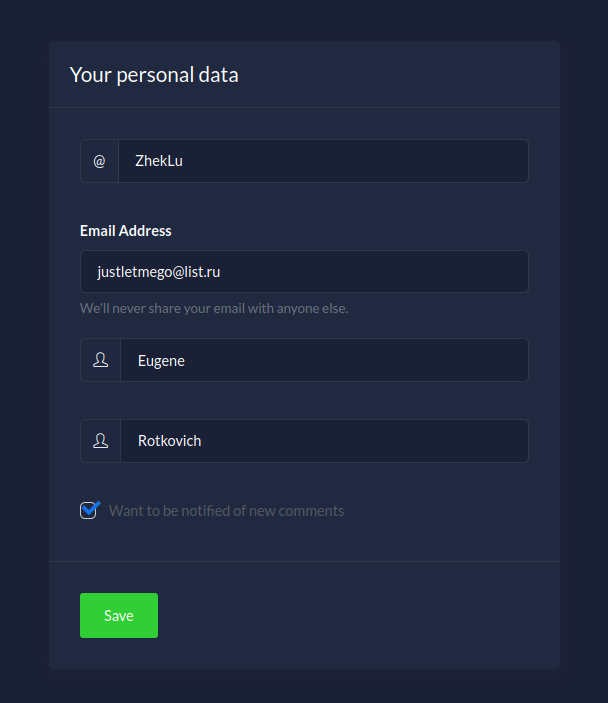 Your personal data
@ ZhekLu
Email Address
justletmego@list.ru
We'll never share your email with anyone else.
Eugene
Rotkovich
Want to be notified of new comments
Save